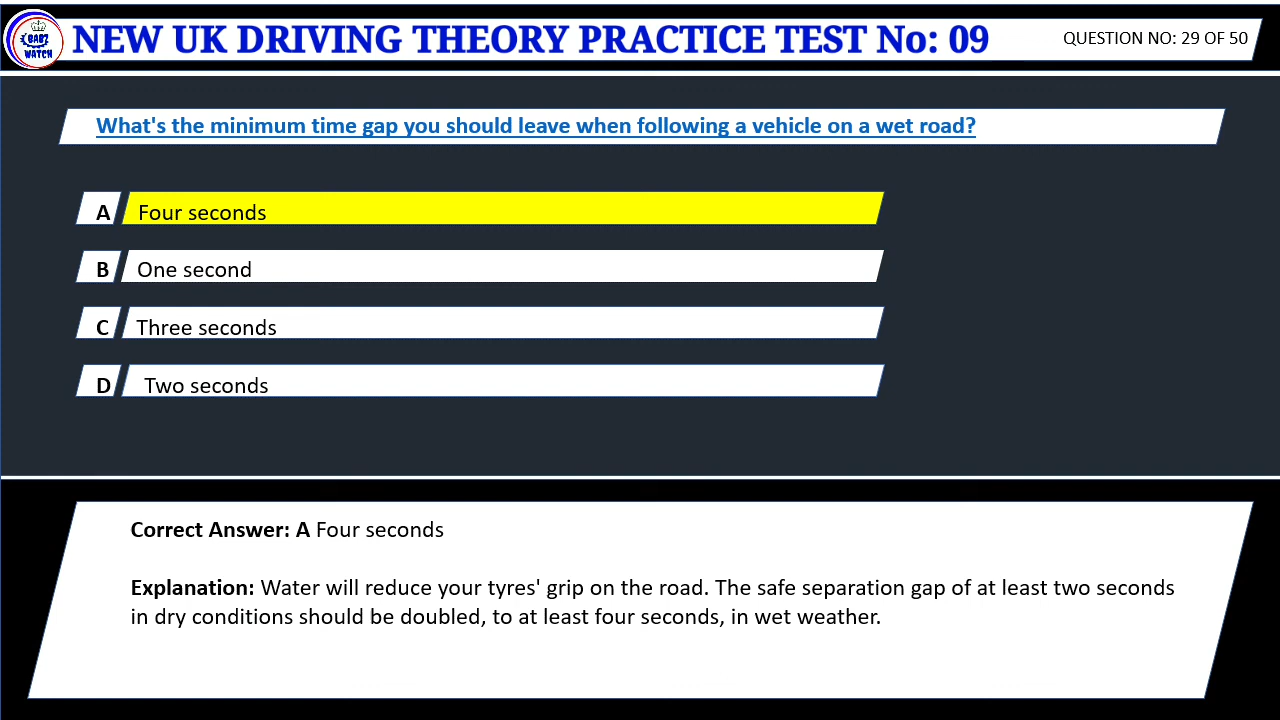 BABZ
WATCH
NEW UK DRIVING THEORY PRACTICE TEST No: 09
QUESTION NO: 29 OF 50
What's the minimum time gap you should leave when following a vehicle on a wet road?
A Four seconds
B One second
C Three seconds
D Two seconds
Correct Answer: A Four seconds
Explanation: Water will reduce your tyres' grip on the road. The safe separation gap of at least two seconds
in dry conditions should be doubled, to at least four seconds, in wet weather.